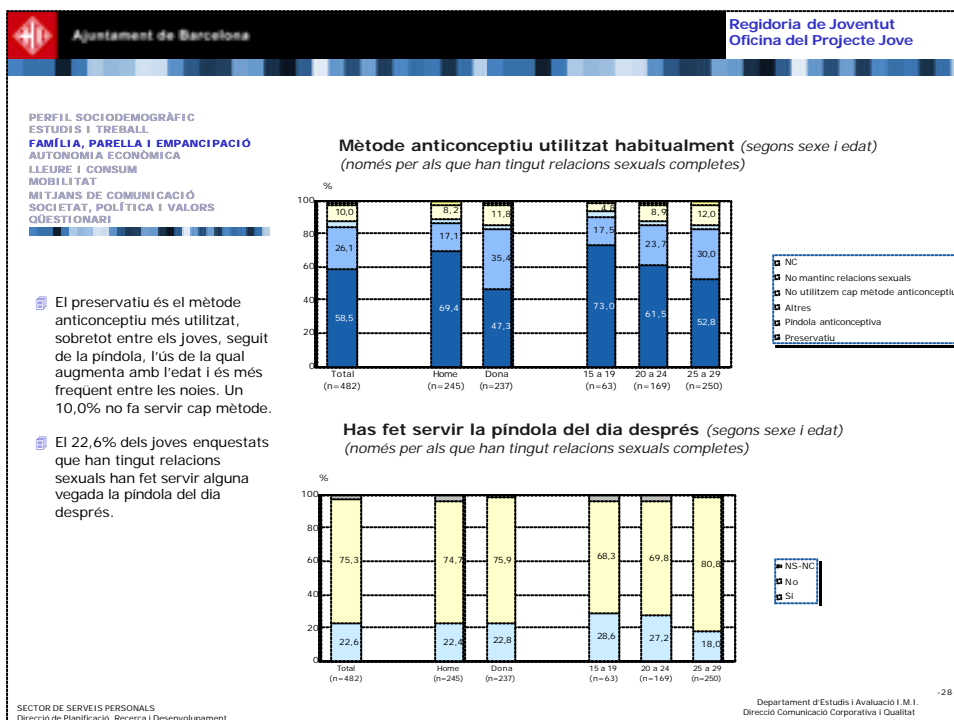 Ajuntament de Barcelona
Regidoria de Joventut
Oficina del Projecte Jove
PERFIL SOCIODEMOGRÀFIC
ESTUDIS I TREBALL
FAMÍLIA, PARELLA I EMPANCIPACIÓ
AUTONOMIA ECONÒMICA
LLEURE I CONSUM
MOBILITAT
MITJANS DE COMUNICACIÓ
SOCIETAT, POLÍTICA I VALORS
QÜESTIONARI
El preservatiu és el mètode
anticonceptiu més utilitzat,
sobretot entre els joves, seguit
de la píndola, l'ús de la qual
augmenta amb l'edat i és més
freqüent entre les noies. Un
10,0% no fa servir cap mètode.
El 22,6% dels joves enquestats
que han tingut relacions
sexuals han fet servir alguna
vegada la píndola del dia
després.
Mètode anticonceptiu utilitzat habitualment (segons sexe i edat)
(només per als que han tingut relacions sexuals completes)
%
100
80
60
40
20
0
10,0 8,2 11,8 4,8 8,9 12,0
26,1 17,1 35,4 17,5 23,7 30,0
58,5 69,4 47,3 73,0 61,5 52,8
Total Home Dona 15 a 19 20 a 24 25 a 29
(n=482) (n=245) (n=237) (n=63) (n=169) (n=250)
NC
No mantinc relacions sexuals
No utilitzem cap mètode anticonceptiu
Altres
Píndola anticonceptiva
Preservatiu
Has fet servir la píndola del dia després (segons sexe i edat)
(només per als que han tingut relacions sexuals completes)
%
100
80
60
40
20
0
75,3 74,7 75,9 68,3 69,8 80,8
22,6 22,4 22,8 28,6 27,2 18,0
Total Home Dona 15 a 19 20 a 24 25 a 29
(n=482) (n=245) (n=237) (n=63) (n=169) (n=250)
NS-NC
No
Sí
SECTOR DE SERVEIS PERSONALS
Direcció de Planificació, Recerca i Desenvolupament
-28
Departament d'Estudis i Avaluació I.M.I.
Direcció Comunicació Corporativa i Qualitat